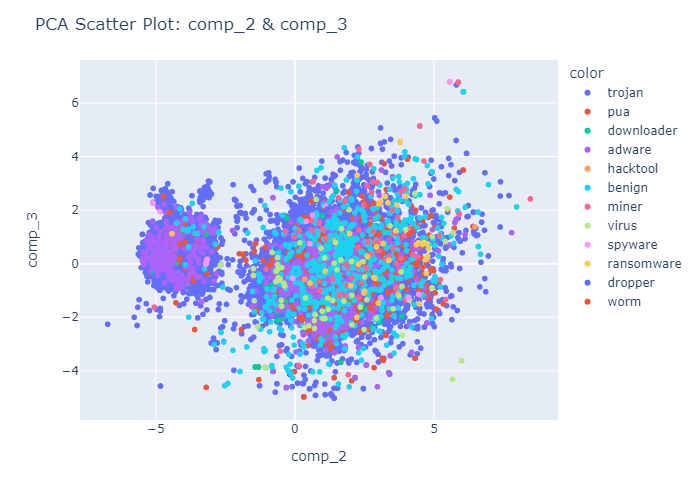 PCA Scatter Plot: comp_2 & comp_3
color
trojan
pua
downloader
adware
hacktool
benign
miner
virus
spyware
ransomware
dropper
worm
comp_3
6
4
2
0
−2
−4
−5
0
5
comp_2